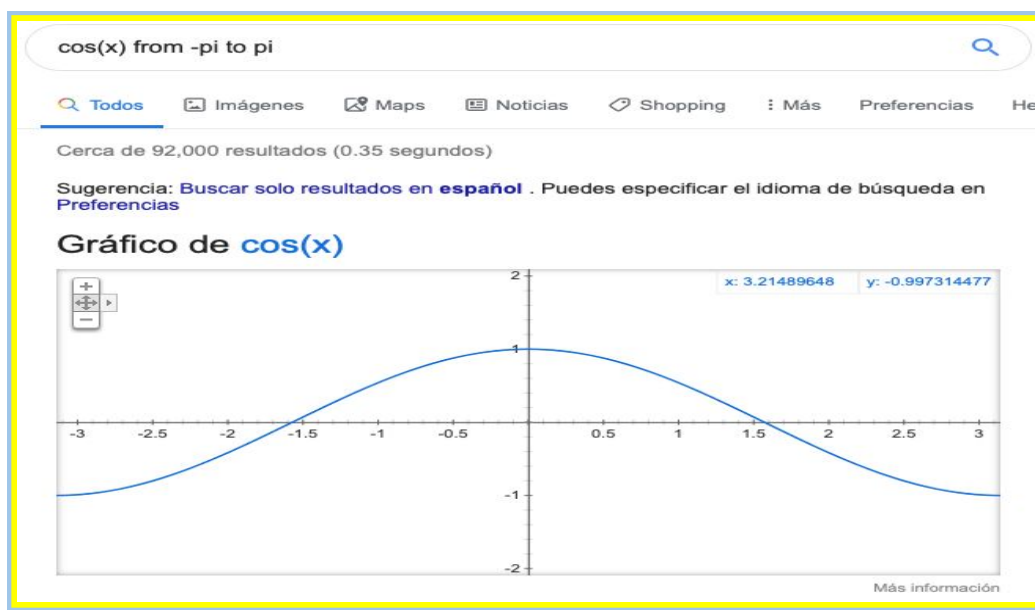 cos(x) from -pi to pi
Todos Imágenes Maps Noticias Shopping Más Preferencias He
Cerca de 92,000 resultados (0.35 segundos)
Sugerencia: Buscar solo resultados en español . Puedes especificar el idioma de búsqueda en
Preferencias
Gráfico de cos(x)
x: 3.21489648 y: -0.997314477
2
1
-3 -2.5 -2 -1.5 -1 -0.5 0.5 1 1.5 2 2.5 3
-1
-2
Más información